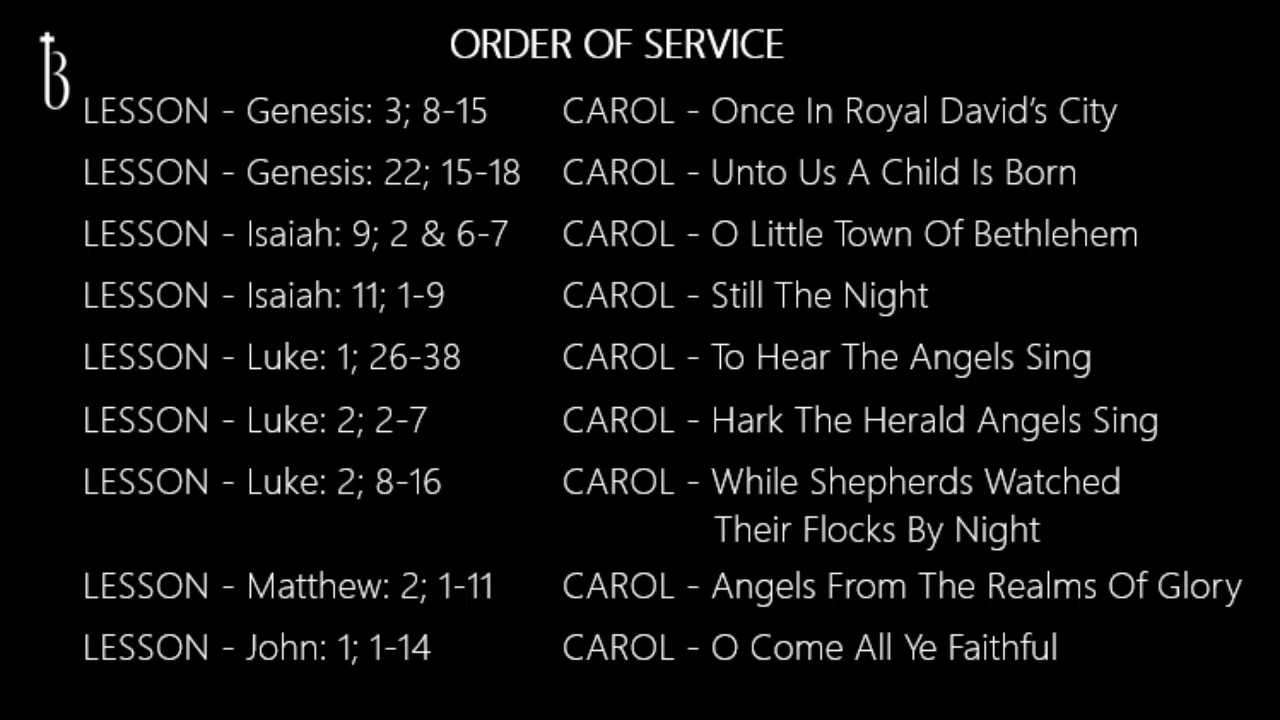 ORDER OF SERVICE
B
LESSON - Genesis: 3; 8-15 CAROL - Once In Royal David's City
LESSON - Genesis: 22; 15-18 CAROL - Unto Us A Child Is Born
LESSON - Isaiah: 9; 2 & 6-7 CAROL - O Little Town Of Bethlehem
LESSON - Isaiah: 11; 1-9 CAROL - Still The Night
LESSON - Luke: 1; 26-38 CAROL - To Hear The Angels Sing
LESSON - Luke: 2; 2-7 CAROL - Hark The Herald Angels Sing
LESSON - Luke: 2; 8-16 CAROL - While Shepherds Watched
Their Flocks By Night
LESSON - Matthew: 2; 1-11 CAROL - Angels From The Realms Of Glory
LESSON - John: 1; 1-14 CAROL - O Come All Ye Faithful